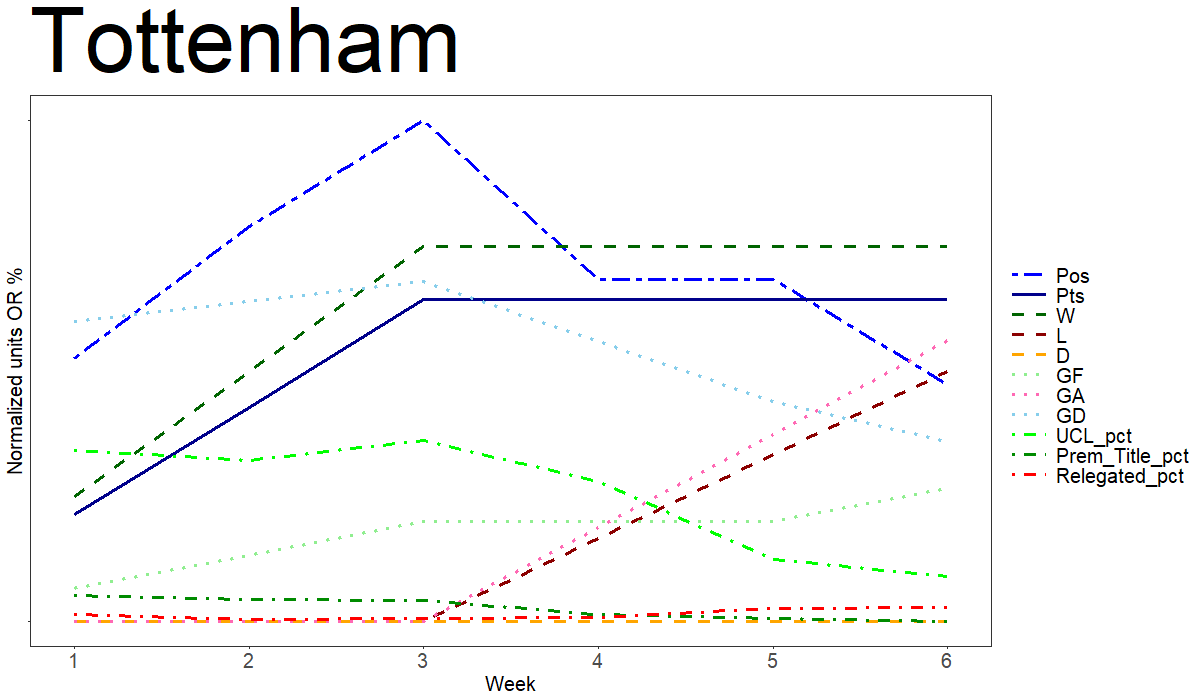 Tottenham
Normalized units OR %
1 2 3 4 5 6
Week
Pos
Pts
W
L
D
GF
GA
GD
UCL_pct
Prem_Title_pct
Relegated_pct